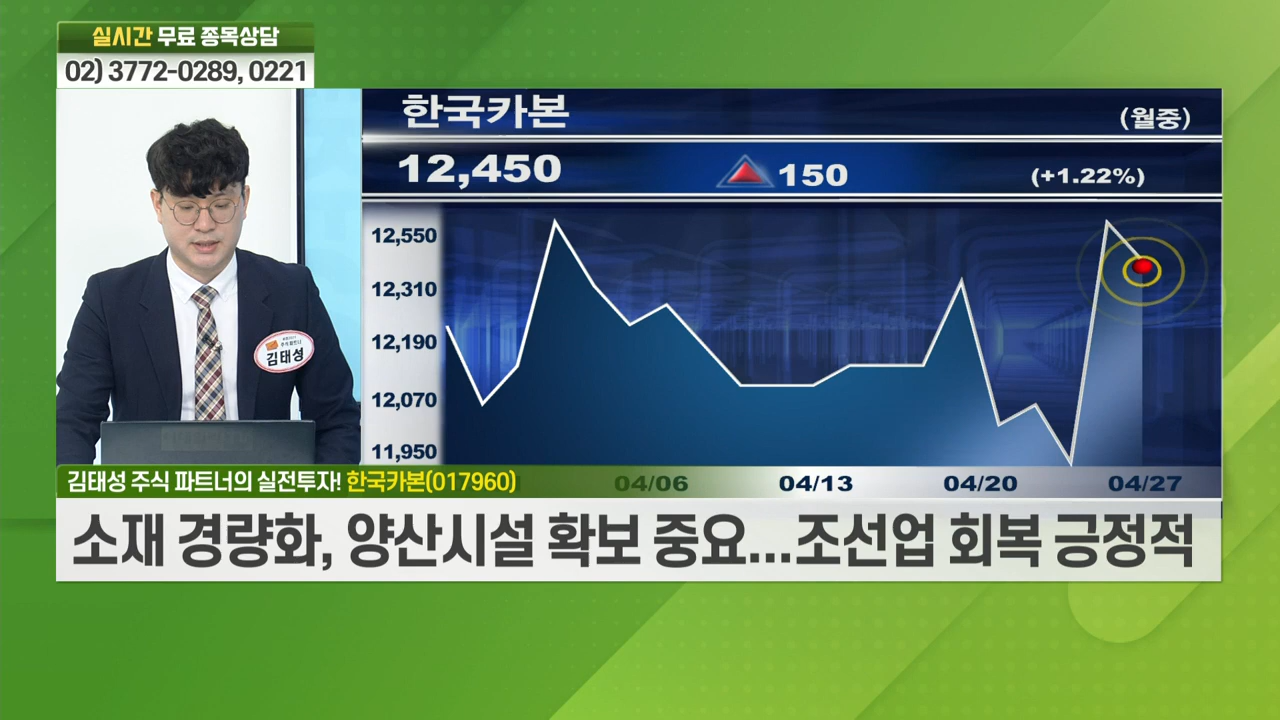 실시간 무료 종목상담
02) 3772-0289, 0221
한국카본
(월중)
12,450
150
(+1.22%)
12,550
12,310
12,190
12,070
11,950
04/06
04/13
04/20
04/27
김태성
김태성 주식 파트너의 실전투자! 한국카본(017960)
소재 경량화, 양산시설 확보 중요...조선업 회복 긍정적